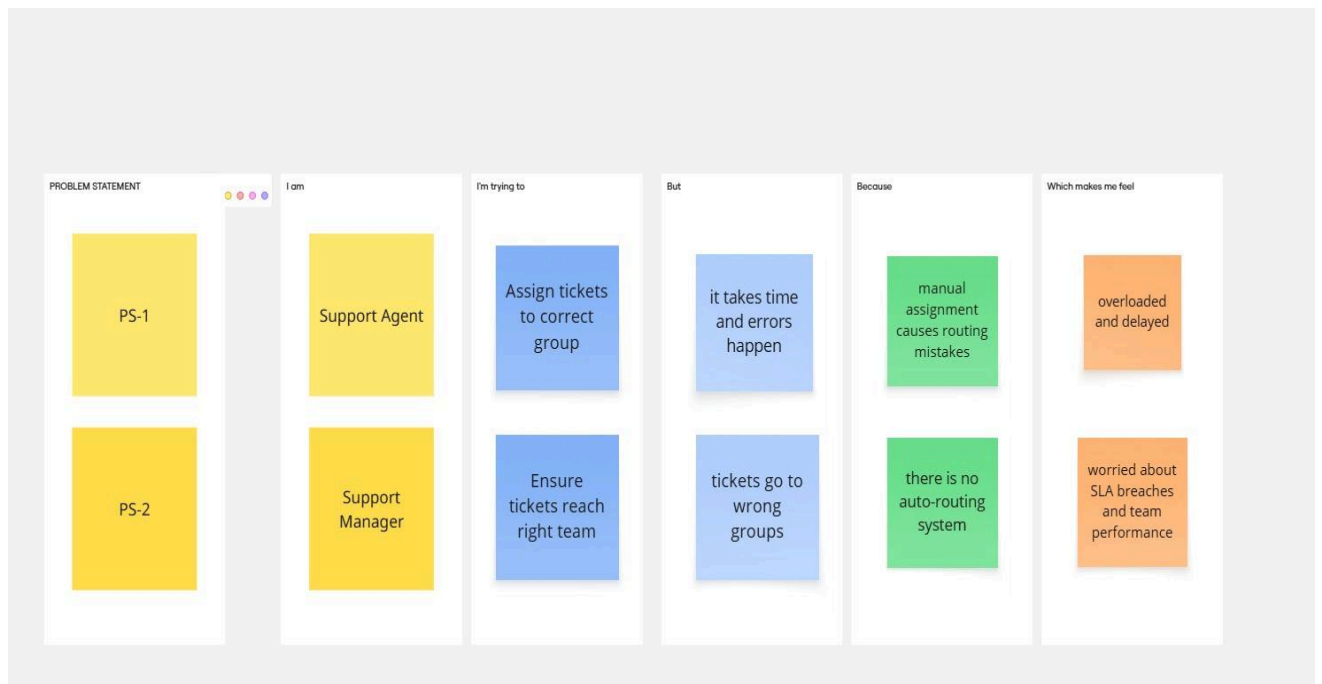 PROBLEM STATEMENT
I am
I'm trying to
But
Because
Which makes me feel
PS-1
Support Agent
Assign tickets
to correct
group
it takes time
and errors
happen
manual
assignment
causes routing
mistakes
overloaded
and delayed
PS-2
Support
Manager
Ensure
tickets reach
right team
tickets go to
wrong
groups
there is no
auto-routing
system
worried about
SLA breaches
and team
performance